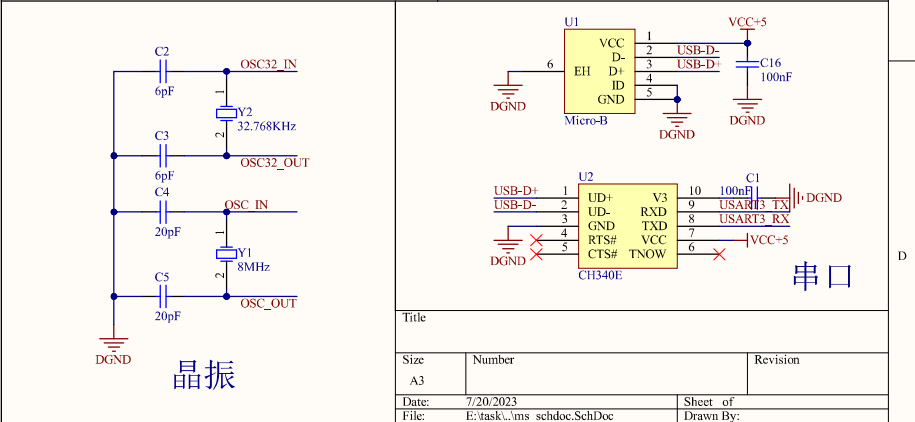 C2
OSC32_IN
6pF
1
Y2
32.768KHz
2
C3
OSC32_OUT
6pF
C4
OSC_IN
20pF
1
Y1
8MHz
2
C5
OSC_OUT
20pF
DGND
晶振
U1
VCC+5
VCC 1
D- 2 USB-D-
6 EH D+ 3 USB-D+
ID 4
GND 5
C16
100nF
DGND
DGND
DGND
Micro-B
U2
C1
USB-D+ 1 UD+ V3 10 100nF DGND
USB-D- 2 UD- RXD 9 USART3_TX
3 GND TXD 8 USART3_RX
4 RTS# VCC 7 VCC+5
5 CTS# TNOW 6
DGND
CH340E
串口
D
Title
Size Number Revision
A3
Date: 7/20/2023 Sheet of
File: E:\task\..\ms schdoc.SchDoc Drawn By: